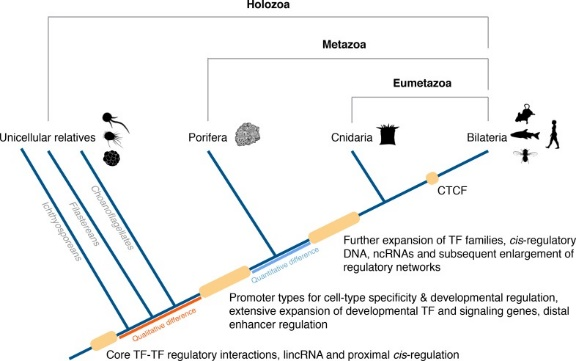 Holozoa
Metazoa
Eumetazoa
Unicellular relatives
Porifera
Cnidaria
Bilateria
Ichthyosporeans
Filastereans
Choanoflagellates
CTCF
Qualitative difference
Quantitative difference
Further expansion of TF families, cis-regulatory
DNA, ncRNAs and subsequent enlargement of
regulatory networks
Promoter types for cell-type specificity & developmental regulation,
extensive expansion of developmental TF and signaling genes, distal
enhancer regulation
Core TF-TF regulatory interactions, lincRNA and proximal cis-regulation